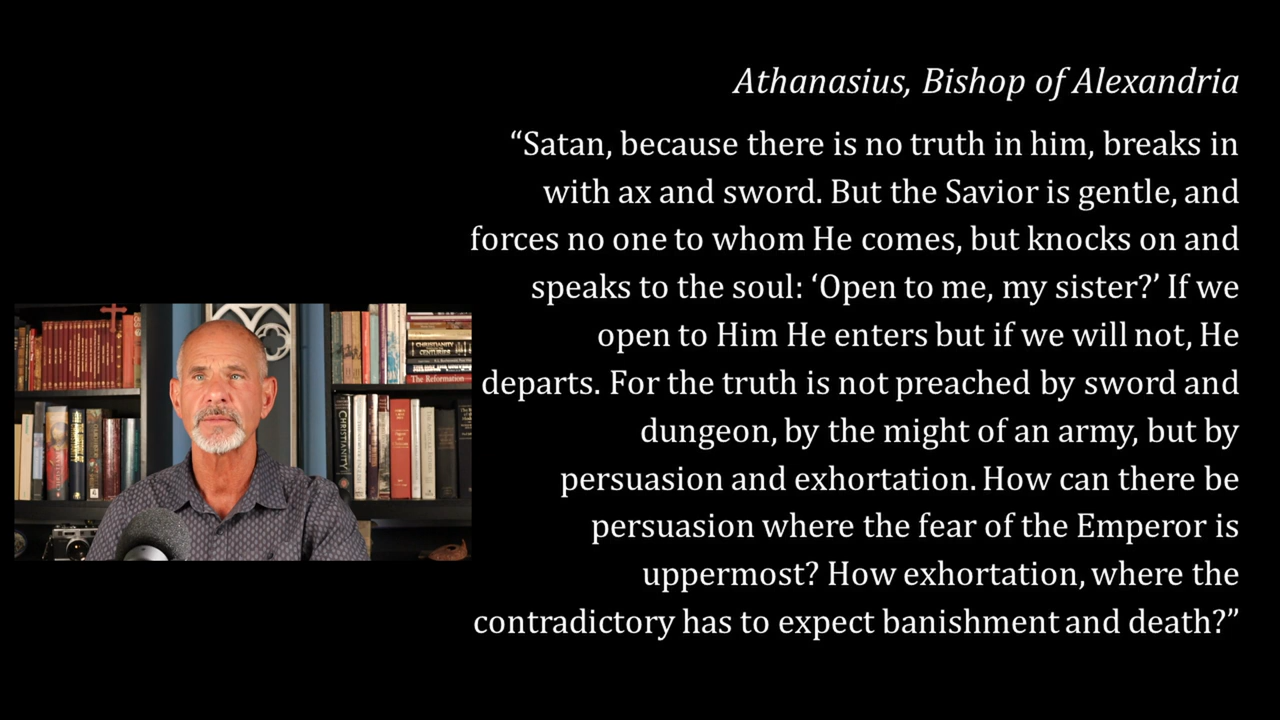 Athanasius, Bishop of Alexandria
“Satan, because there is no truth in him, breaks in
with ax and sword. But the Savior is gentle, and
forces no one to whom He comes, but knocks on and
speaks to the soul: ‘Open to me, my sister?’ If we
open to Him He enters but if we will not, He
departs. For the truth is not preached by sword and
dungeon, by the might of an army, but by
persuasion and exhortation. How can there be
persuasion where the fear of the Emperor is
uppermost? How exhortation, where the
contradictory has to expect banishment and death?”
CHRISTIANITY
CENTURIES
The Reformation
CHRISTIANITY